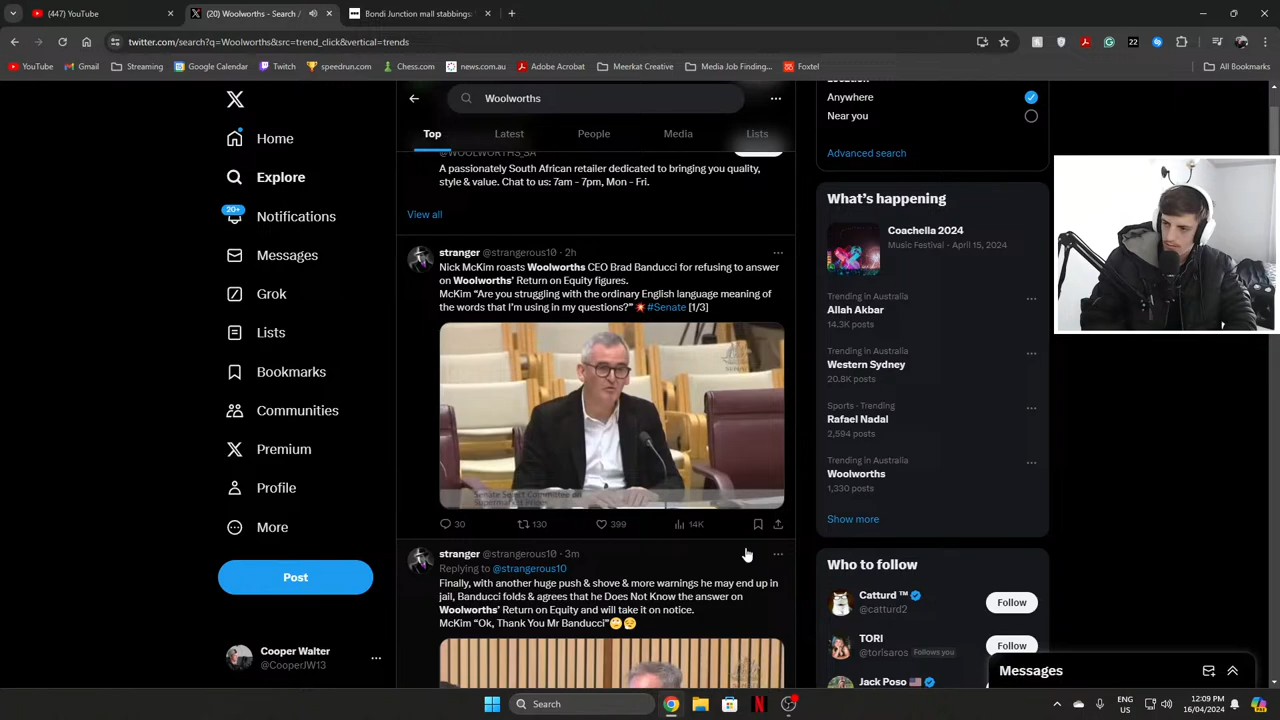 (447) YouTube
(20) Woolworths - Search /
Bondi Junction mall stabbings:
twitter.com/search?q=Woolworths&src=trend_click&vertical=trends
22
YouTube
Gmail
Streaming
Google Calendar
Twitch
speedrun.com
Chess.com
news.com.au
Adobe Acrobat
Meerkat Creative
Media Job Finding...
Foxtel
All Bookmarks
Home
Explore
20+
Notifications
Messages
Grok
Lists
Bookmarks
Communities
Premium
Profile
More
Post
Cooper Walter
@CooperJW13
Woolworths
Top
Latest
People
Media
Lists
@WOOLWORTHS_SA
A passionately South African retailer dedicated to bringing you quality,
style & value. Chat to us: 7am - 7pm, Mon - Fri.
View all
stranger @strangerous10 · 2h
Nick McKim roasts Woolworths CEO Brad Banducci for refusing to answer
on Woolworths' Return on Equity figures.
McKim "Are you struggling with the ordinary English language meaning of
the words that I'm using in my questions?" 💥 #Senate [1/3]
Senate Select Committee on
Supermarket Prices
30
130
399
14K
stranger @strangerous10 · 3m
Replying to @strangerous10
Finally, with another huge push & shove & more warnings he may end up in
jail, Banducci folds & agrees that he Does Not Know the answer on
Woolworths' Return on Equity and will take it on notice.
McKim "Ok, Thank You Mr Banducci"
Anywhere
Near you
Advanced search
What's happening
Coachella 2024
Music Festival · April 15, 2024
Trending in Australia
Allah Akbar
14.3K posts
Trending in Australia
Western Sydney
20.8K posts
Sports · Trending
Rafael Nadal
2,594 posts
Trending in Australia
Woolworths
1,330 posts
Show more
Who to follow
Catturd ™
@catturd2
Follow
TORI
@torisaros
Follows you
Follow
Jack Poso
Messages
Search
ENG
US
12:09 PM
16/04/2024